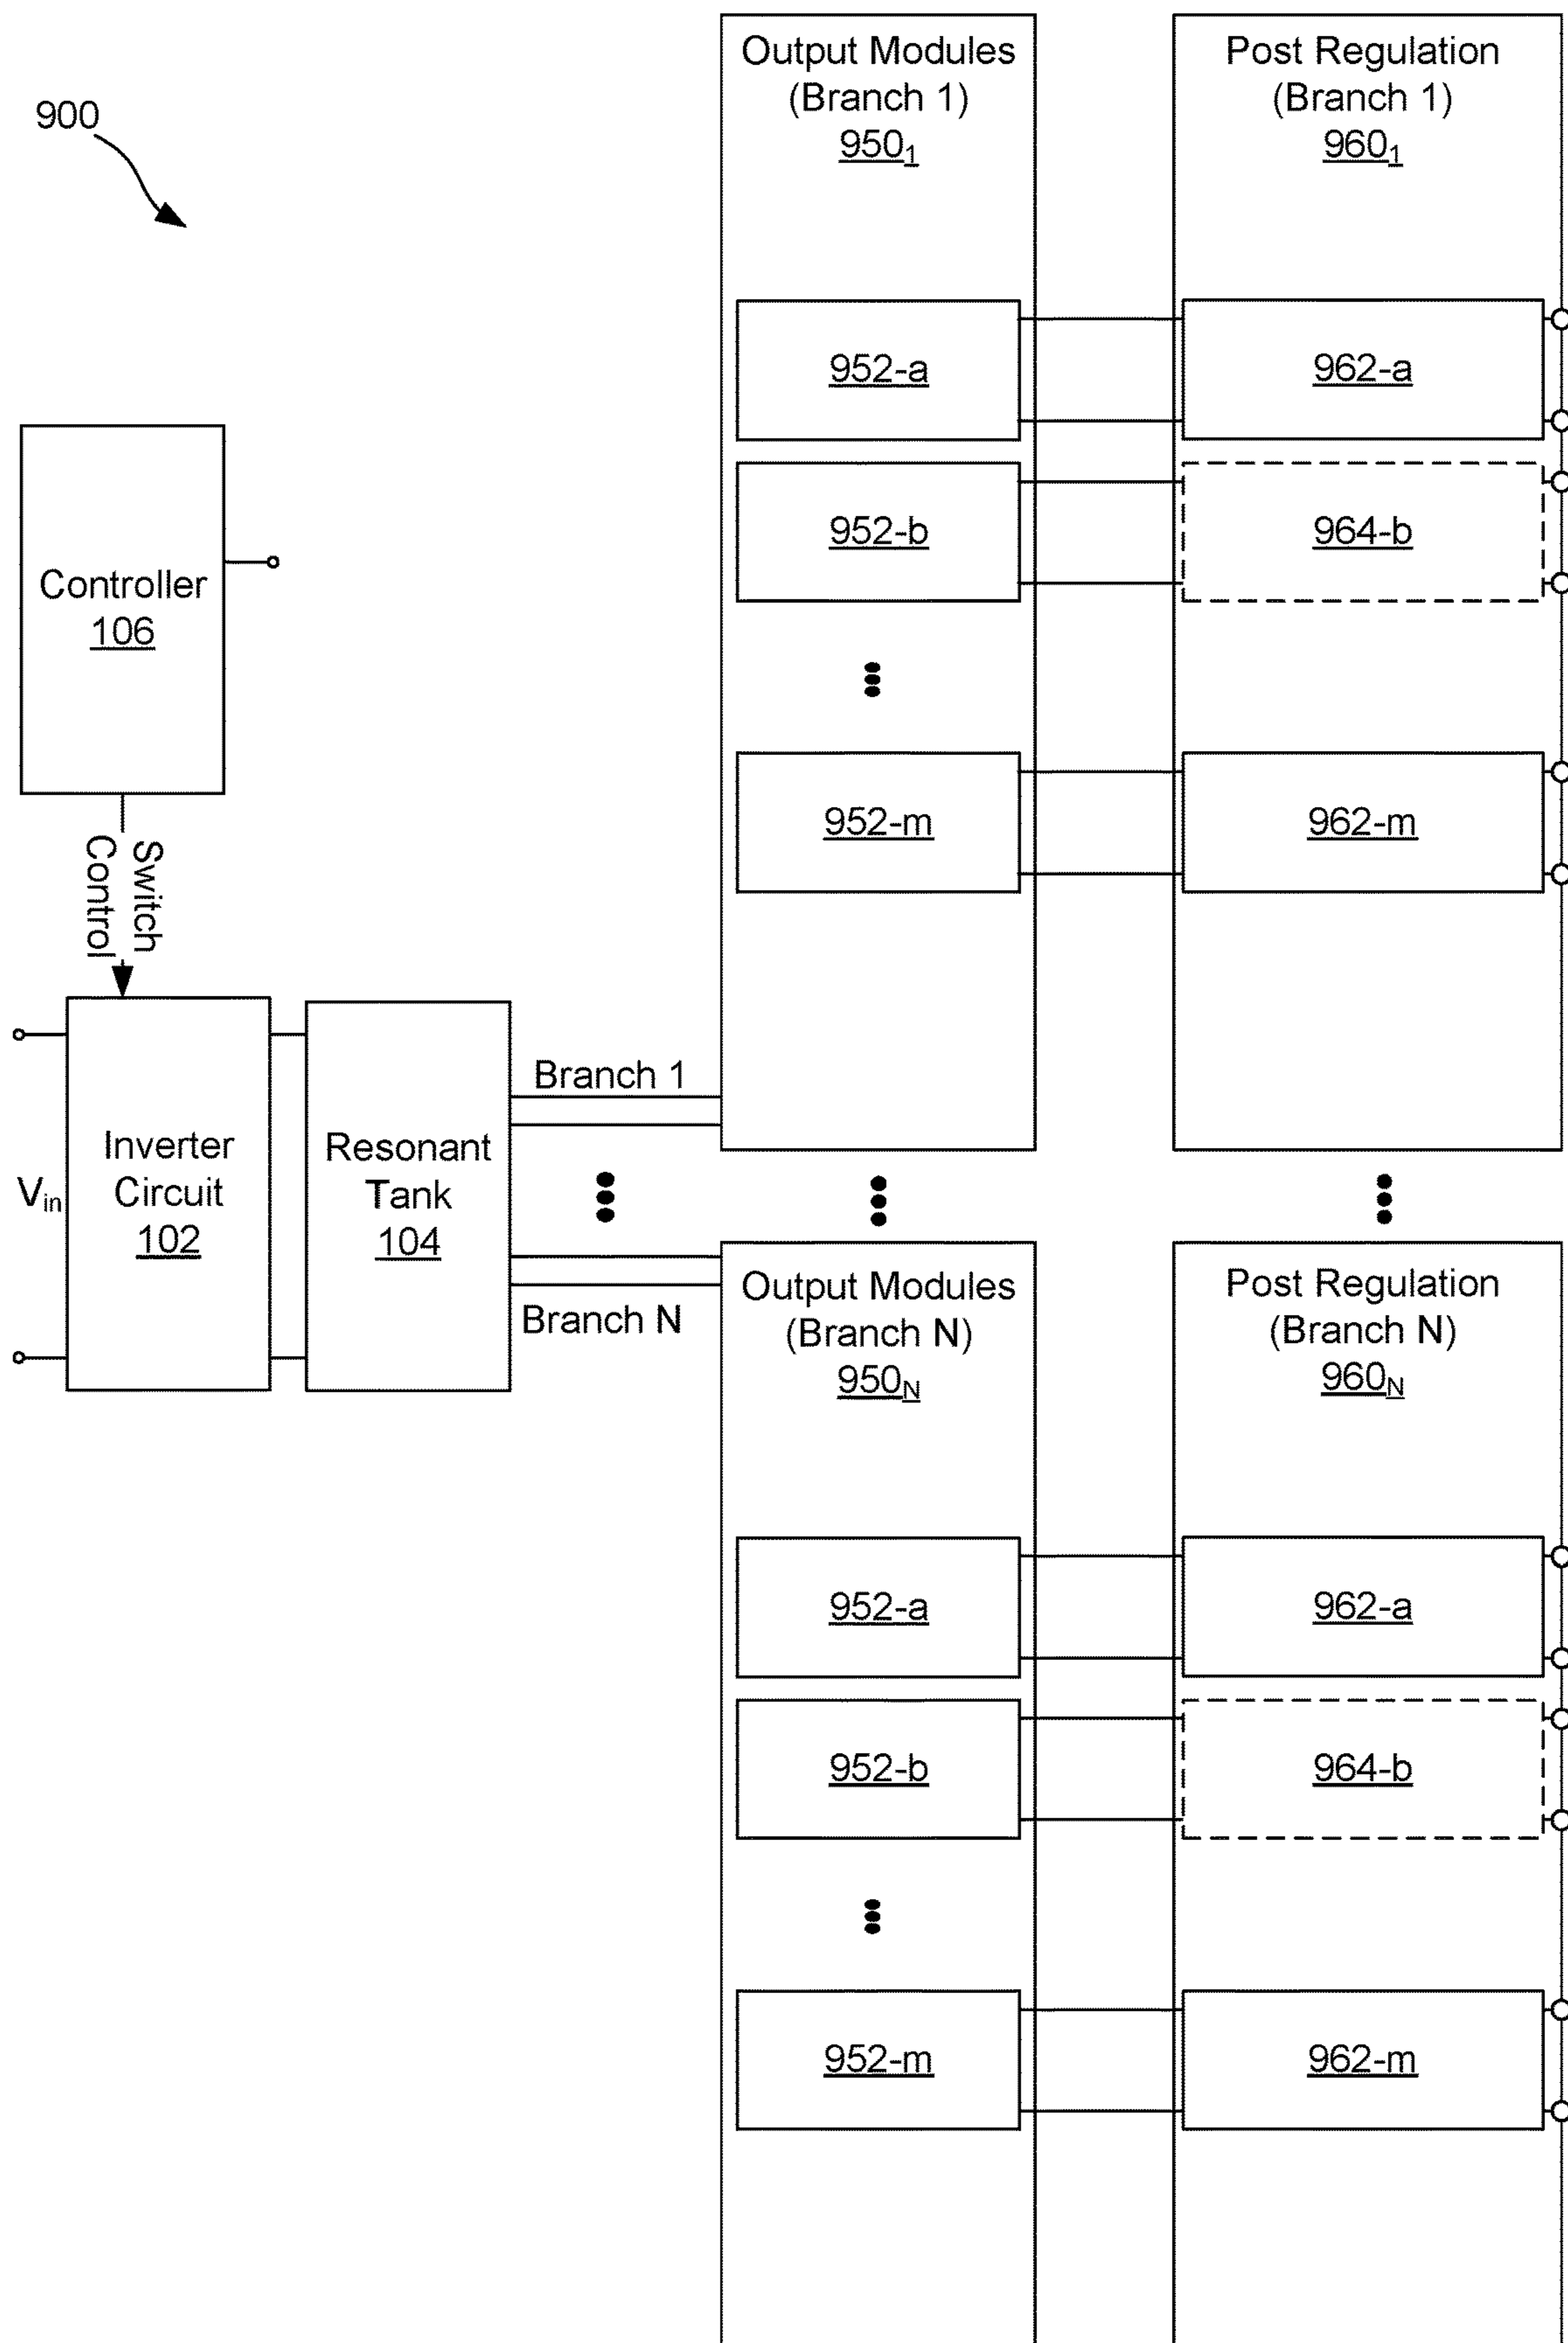 900
Controller
106
Switch
Control
V_in
Inverter
Circuit
102
Resonant
Tank
104
Branch 1
Branch N
Output Modules
(Branch 1)
950_1
952-a
952-b
952-m
Post Regulation
(Branch 1)
960_1
962-a
964-b
962-m
Output Modules
(Branch N)
950_N
952-a
952-b
952-m
Post Regulation
(Branch N)
960_N
962-a
964-b
962-m